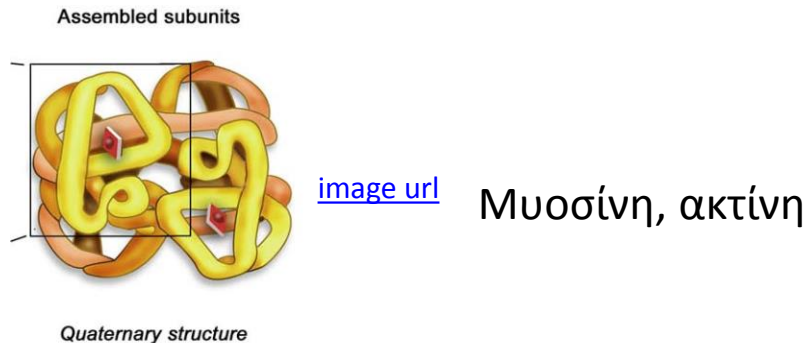 Assembled subunits
image url
Μυοσίνη, ακτίνη
Quaternary structure